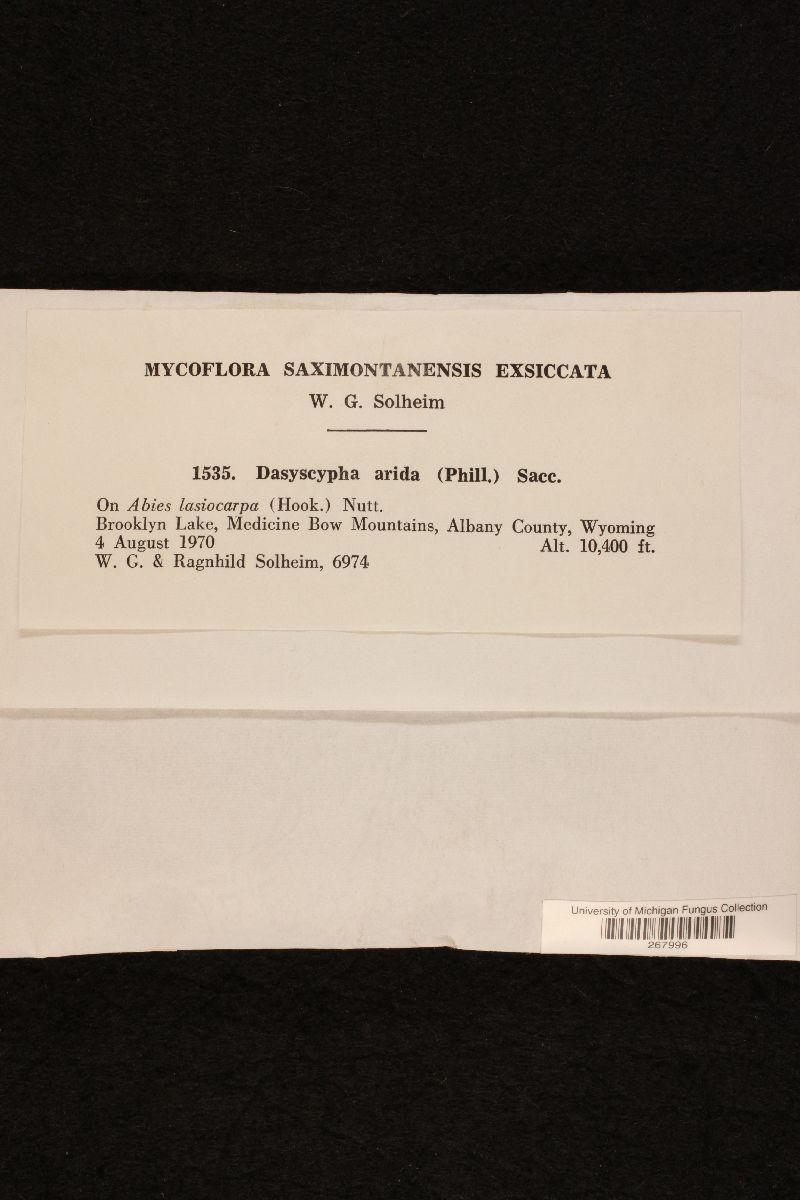 MYCOFLORA SAXIMONTANENSIS EXSICCATA
W. G. Solheim
1535. Dasyscypha arida (Phill.) Sacc.
On Abies lasiocarpa (Hook.) Nutt.
Brooklyn Lake, Medicine Bow Mountains, Albany County, Wyoming
4 August 1970 Alt. 10,400 ft.
W. G. & Ragnhild Solheim, 6974
University of Michigan Fungus Collection
267996